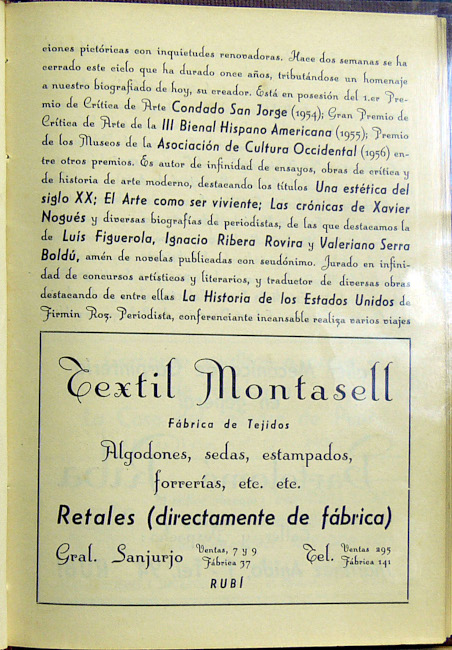 ciones pictóricas con inquietudes renovadoras. Hace dos semanas se ha
cerrado este ciclo que ha durado once años, tributándose un homenaje
a nuestro biografiado de hoy, su creador. Está en posesión del 1.er Pre-
mio de Crítica de Arte Condado San Jorge (1954); Gran Premio de
Crítica de Arte de la III Bienal Hispano Americana (1955); Premio
de los Museos de la Asociación de Cultura Occidental (1956) en-
tre otros premios. Es autor de infinidad de ensayos, obras de crítica y
de historia de arte moderno, destacando los títulos Una estética del
siglo XX; El Arte como ser viviente; Las crónicas de Xavier
Nogués y diversas biografías de periodistas, de las que destacamos la
de Luís Figuerola, Ignacio Ribera Rovira y Valeriano Serra
Boldú, amén de novelas publicadas con seudónimo. Jurado en infini-
dad de concursos artísticos y literarios, y traductor de diversas obras
destacando de entre ellas La Historia de los Estados Unidos de
Firmin Roz. Periodista, conferenciante incansable realiza varios viajes
Textil Montasell
Fábrica de Tejidos
Algodones, sedas, estampados,
forrerías, etc. etc.
Retales (directamente de fábrica)
Gral. Sanjurjo Ventas, 7 y 9 Tel. Ventas 295
Fábrica 37 Fábrica 141
RUBÍ